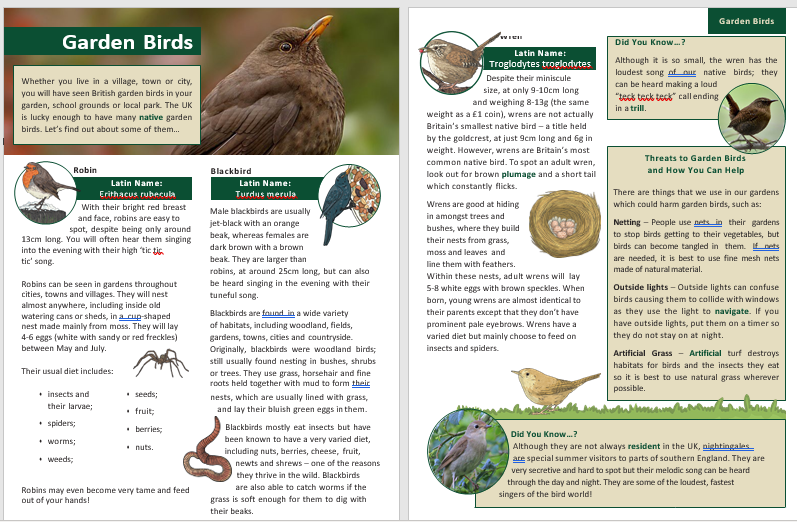 Garden Birds
Whether you live in a village, town or city,
you will have seen British garden birds in your
garden, school grounds or local park. The UK
is lucky enough to have many native garden
birds. Let's find out about some of them...
Robin
Latin Name:
Erithacus rubecula
With their bright red breast
and face, robins are easy to
spot, despite being only around
13cm long. You will often hear them singing
into the evening with their high 'tic tic
tic' song.
Robins can be seen in gardens throughout
cities, towns and villages. They will nest
almost anywhere, including inside old
watering cans or sheds, in a cup-shaped
nest made mainly from moss. They will lay
4-6 eggs (white with sandy or red freckles)
between May and July.
Their usual diet includes:
• insects and
their larvae;
• spiders;
• worms;
• weeds;
• seeds;
• fruit;
• berries;
• nuts.
Robins may even become very tame and feed
out of your hands!
Blackbird
Latin Name:
Turdus merula
Male blackbirds are usually
jet-black with an orange
beak, whereas females are
dark brown with a brown
beak. They are larger than
robins, at around 25cm long, but can also
be heard singing in the evening with their
tuneful song.
Blackbirds are found in a wide variety
of habitats, including woodland, fields,
gardens, towns, cities and countryside.
Originally, blackbirds were woodland birds;
still usually found nesting in bushes, shrubs
or trees. They use grass, horsehair and fine
roots held together with mud to form their
nests, which are usually lined with grass,
and lay their bluish green eggs in them.
Blackbirds mostly eat insects but have
been known to have a very varied diet,
including nuts, berries, cheese, fruit,
newts and shrews – one of the reasons
they thrive in the wild. Blackbirds
are also able to catch worms if the
grass is soft enough for them to dig with
their beaks.
Garden Birds
Wren
Latin Name:
Troglodytes troglodytes
Despite their miniscule
size, at only 9-10cm long
and weighing 8-13g (the same
weight as a £1 coin), wrens are not actually
Britain's smallest native bird – a title held
by the goldcrest, at just 9cm long and 6g in
weight. However, wrens are Britain's most
common native bird. To spot an adult wren,
look out for brown plumage and a short tail
which constantly flicks.
Wrens are good at hiding
in amongst trees and
bushes, where they build
their nests from grass,
moss and leaves and
line them with feathers.
Within these nests, adult wrens will lay
5-8 white eggs with brown speckles. When
born, young wrens are almost identical to
their parents except that they don't have
prominent pale eyebrows. Wrens have a
varied diet but mainly choose to feed on
insects and spiders.
Did You Know...?
Although it is so small, the wren has the
loudest song of our native birds; they
can be heard making a loud
"teck teck teck" call ending
in a trill.
Threats to Garden Birds
and How You Can Help
There are things that we use in our gardens
which could harm garden birds, such as:
Netting – People use nets in their gardens
to stop birds getting to their vegetables, but
birds can become tangled in them. If nets
are needed, it is best to use fine mesh nets
made of natural material.
Outside lights – Outside lights can confuse
birds causing them to collide with windows
as they use the light to navigate. If you
have outside lights, put them on a timer so
they do not stay on at night.
Artificial Grass – Artificial turf destroys
habitats for birds and the insects they eat
so it is best to use natural grass wherever
possible.
Did You Know...?
Although they are not always resident in the UK, nightingales
are special summer visitors to parts of southern England. They are
very secretive and hard to spot but their melodic song can be heard
through the day and night. They are some of the loudest, fastest
singers of the bird world!